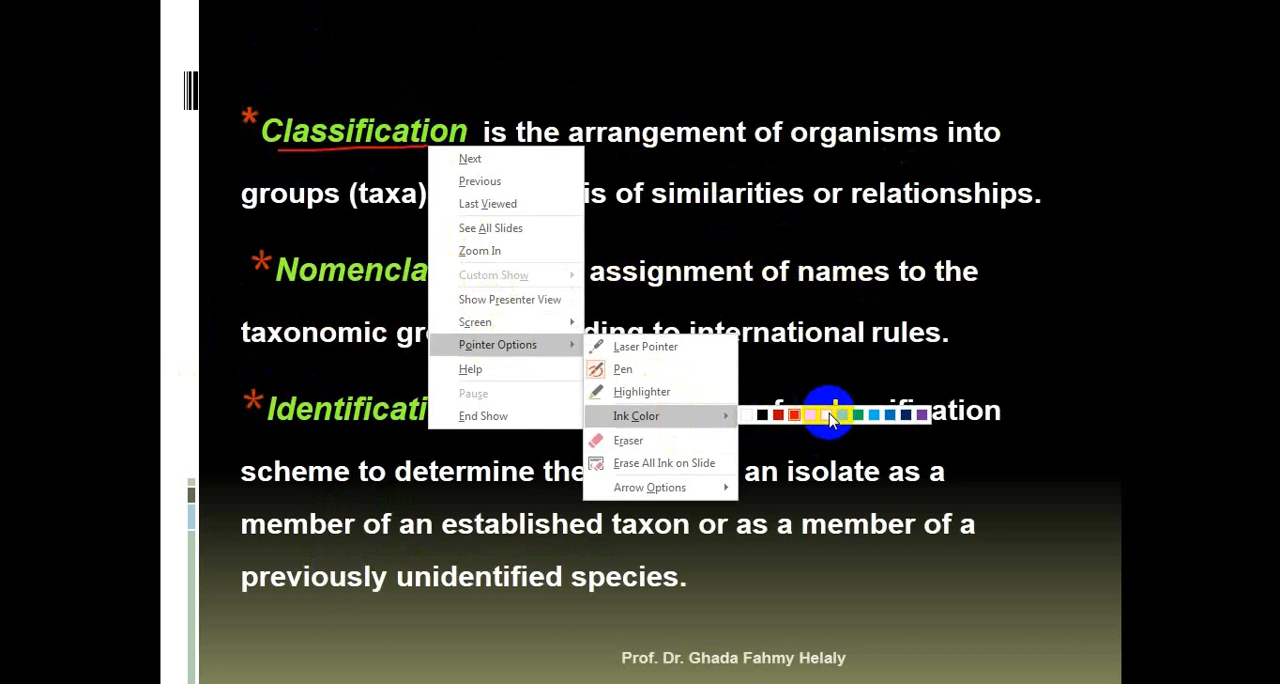 *Classification is the arrangement of organisms into
groups (taxa) is of similarities or relationships.
*Nomencla assignment of names to the
taxonomic gr ding to international rules.
*Identificati ification
scheme to determine the an isolate as a
member of an established taxon or as a member of a
previously unidentified species.
Prof. Dr. Ghada Fahmy Helaly
Next
Previous
Last Viewed
See All Slides
Zoom In
Custom Show
Show Presenter View
Screen
Pointer Options
Help
Pause
End Show
Laser Pointer
Pen
Highlighter
Ink Color
Eraser
Erase All Ink on Slide
Arrow Options